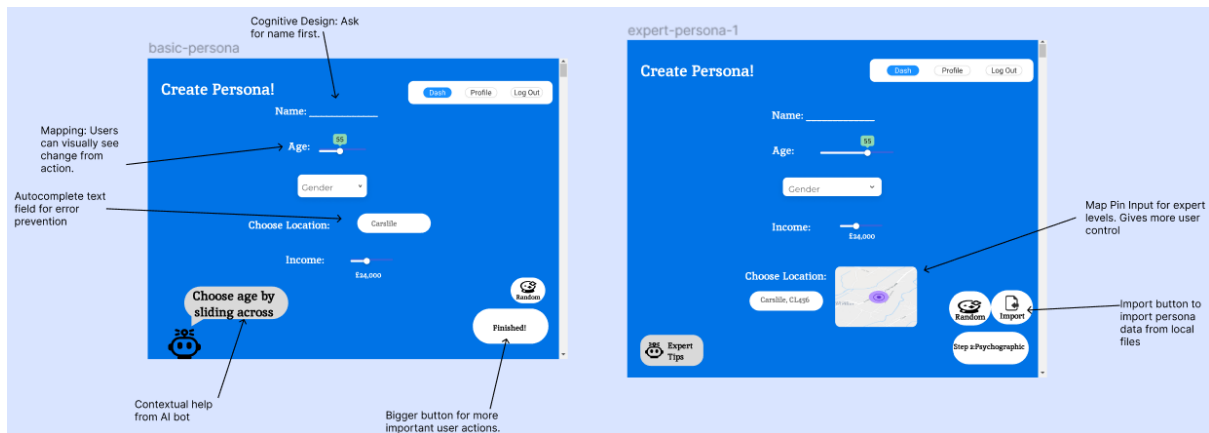 Cognitive Design: Ask
for name first.
basic-persona
Create Persona!
Dash
Profile
Log Out
Name: ____________
Mapping: Users
can visually see
change from
action.
55
Age:
Gender
Autocomplete text
field for error
prevention
Choose Location:
Carslile
Income:
£24,000
Choose age by
sliding across
Random
Finished!
Contextual help
from AI bot
Bigger button for more
important user actions.
expert-persona-1
Create Persona!
Dash
Profile
Log Out
Name: ____________
55
Age:
Gender
Income:
£24,000
Map Pin Input for expert
levels. Gives more user
control
Choose Location:
Carslile, CL436
Random
Import
Import button to
import persona
data from local
files
Expert
Tips
Step 2:Psychographic